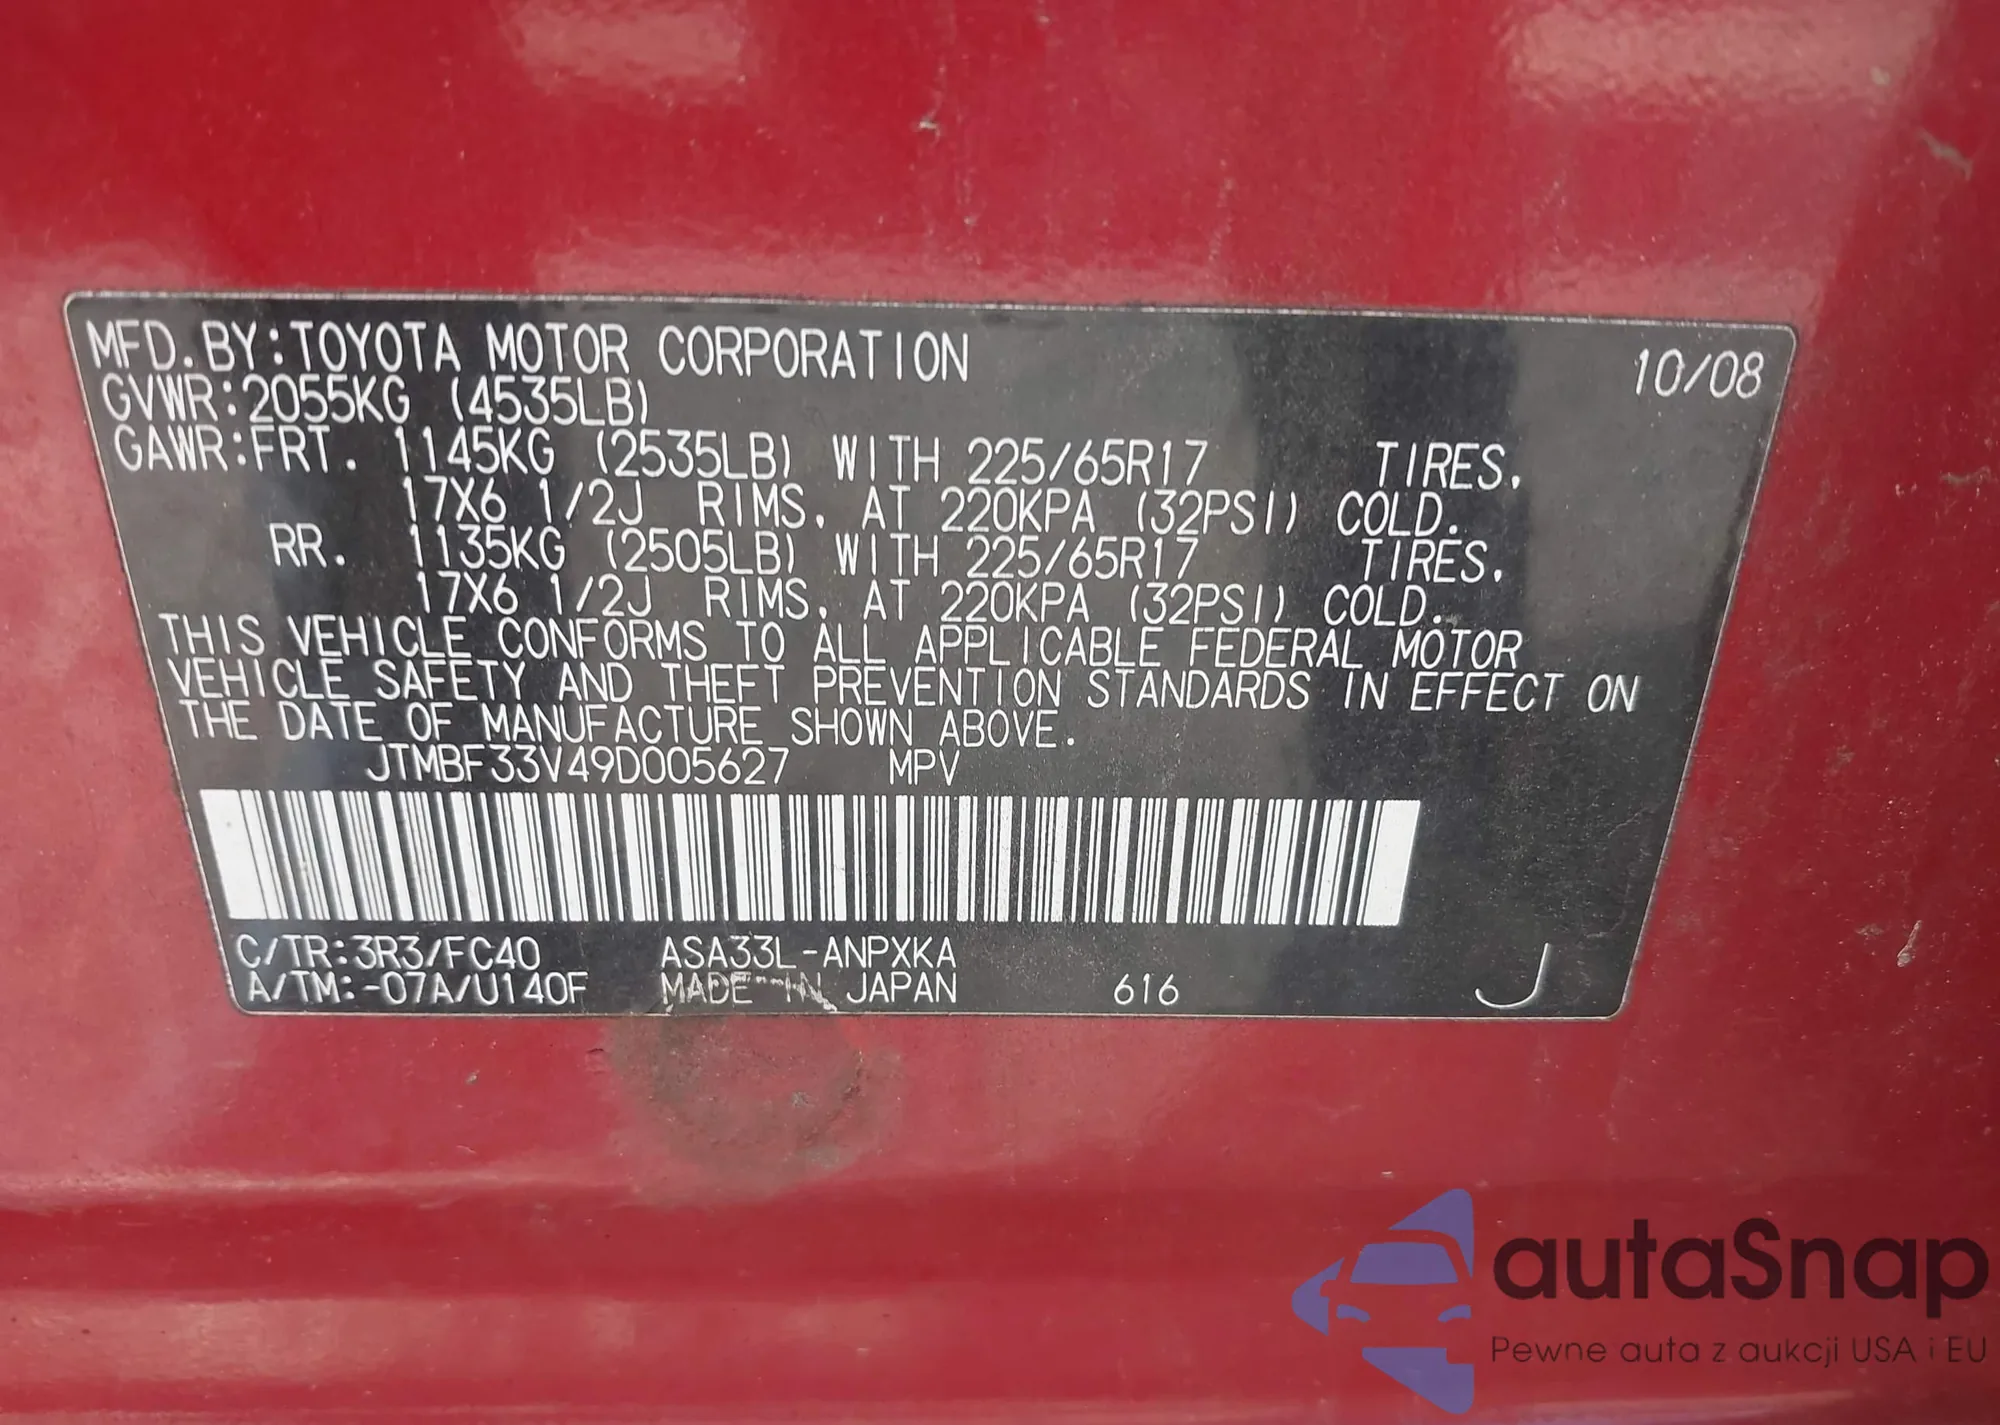 MFD. BY:TOYOTA MOTOR CORPORATION 10/08
GVWR:2055KG (4535LB)
GAWR:FRT. 1145KG (2535LB) WITH 225/65R17 TIRES,
17X6 1/2J RIMS, AT 220KPA (32PSI) COLD.
RR. 1135KG (2505LB) WITH 225/65R17 TIRES,
17X6 1/2J RIMS, AT 220KPA (32PSI) COLD.
THIS VEHICLE CONFORMS TO ALL APPLICABLE FEDERAL MOTOR
VEHICLE SAFETY AND THEFT PREVENTION STANDARDS IN EFFECT ON
THE DATE OF MANUFACTURE SHOWN ABOVE.
JTMBF33V49D005627 MPV
C/TR:3R3/FC40 ASA33L-ANPXKA
A/TM:-07A/U140F MADE IN JAPAN 616 J
autaSnap
Pewne auta z aukcji USA i EU